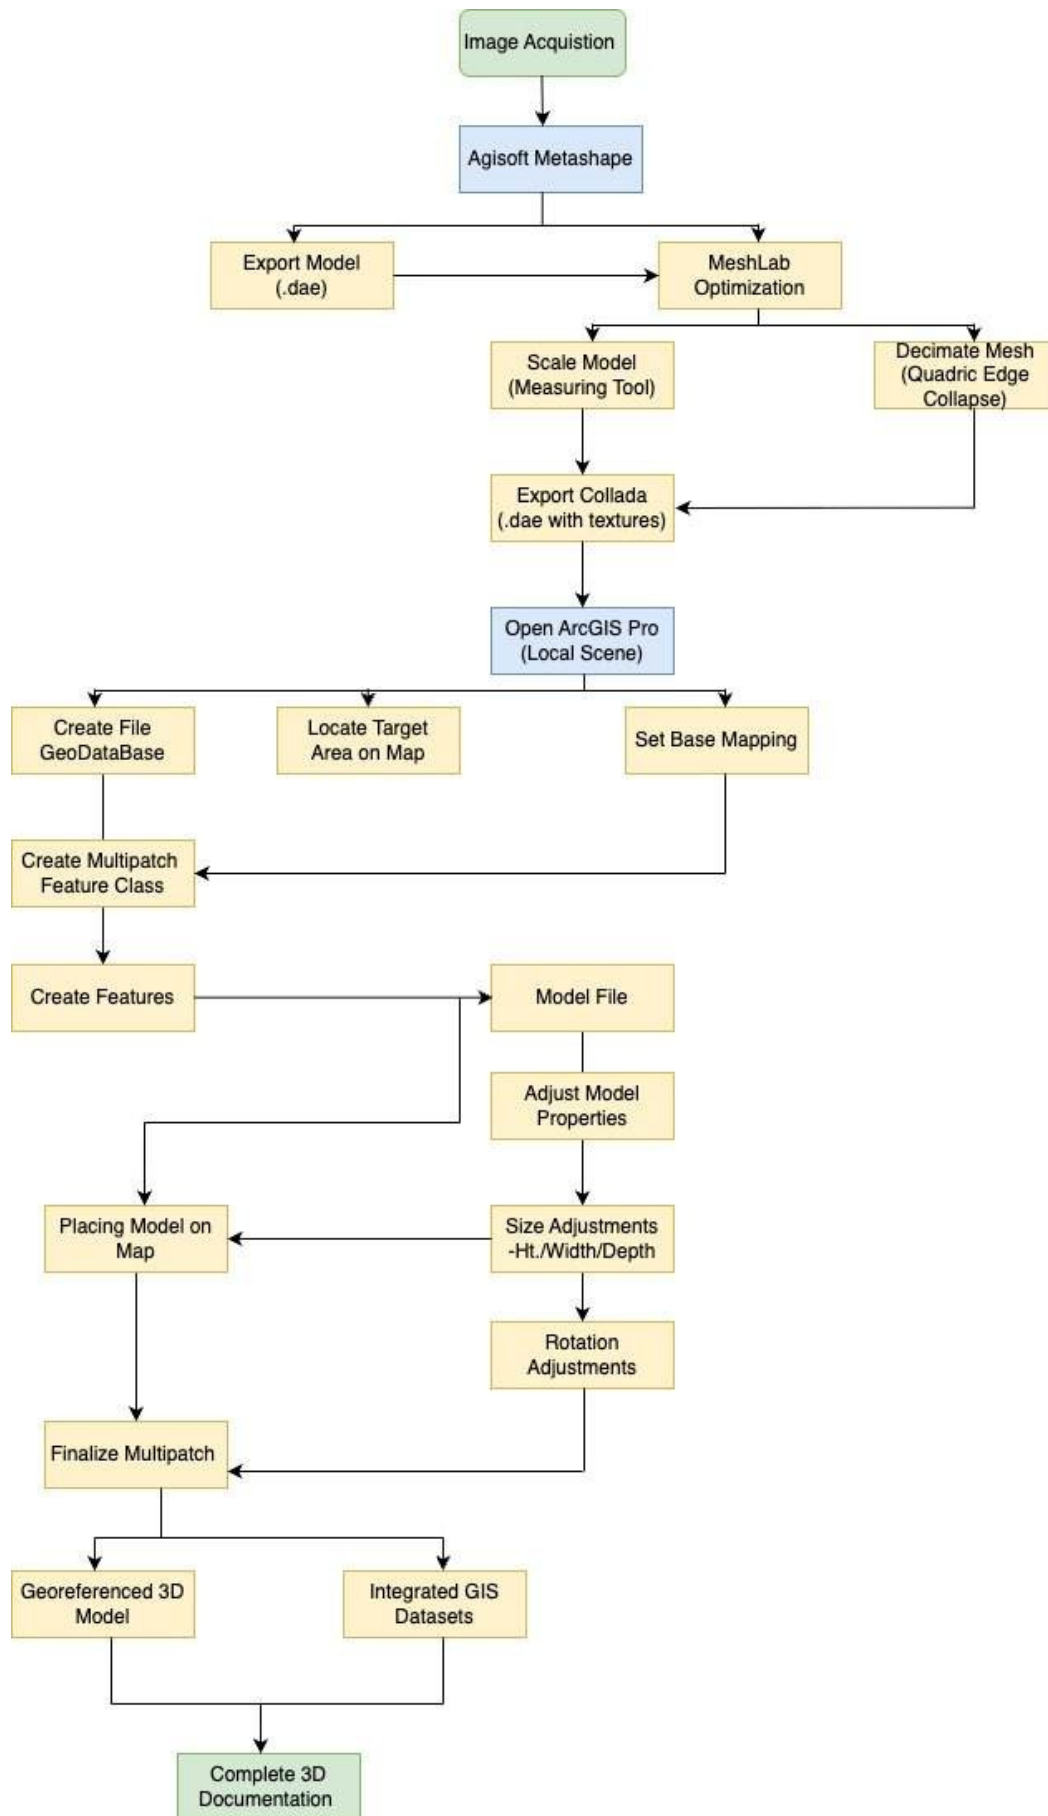 Image Acquistion
Agisoft Metashape
Export Model
(.dae)
MeshLab
Optimization
Scale Model
(Measuring Tool)
Decimate Mesh
(Quadric Edge
Collapse)
Export Collada
(.dae with textures)
Open ArcGIS Pro
(Local Scene)
Create File
GeoDataBase
Locate Target
Area on Map
Set Base Mapping
Create Multipatch
Feature Class
Create Features
Model File
Adjust Model
Properties
Placing Model on
Map
Size Adjustments
-Ht./Width/Depth
Rotation
Adjustments
Finalize Multipatch
Georeferenced 3D
Model
Integrated GIS
Datasets
Complete 3D
Documentation